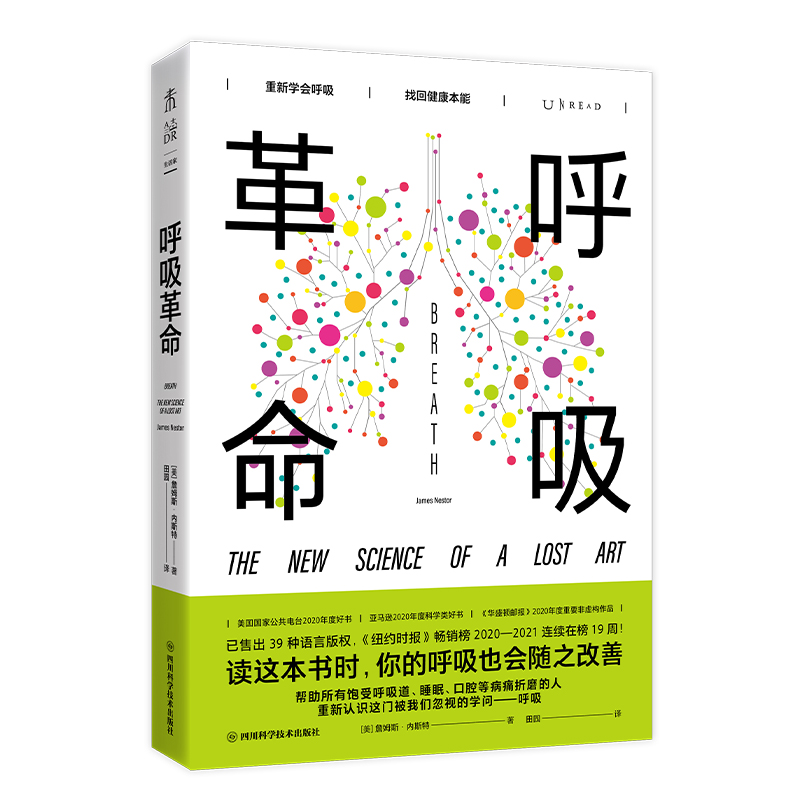 重新学会呼吸
找回健康本能
UNREAD
呼吸
革命
BREATH
James Nestor
THE NEW SCIENCE OF A LOST ART
美国国家公共电台2020年度好书 | 亚马逊2020年度科学类好书 | 《华盛顿邮报》2020年度重要非虚构作品
已售出 39 种语言版权,《纽约时报》畅销榜 2020—2021 连续在榜 19 周!
读这本书时,你的呼吸也会随之改善
帮助所有饱受呼吸道、睡眠、口腔等病痛折磨的人
重新认识这门被我们忽视的学问——呼吸
[美] 詹姆斯·内斯特 著 田园 译
四川科学技术出版社
未
生活家
呼吸革命
BREATH
THE NEW SCIENCE
OF A LOST ART
James Nestor
[美] 詹姆斯·内斯特 著
田园 译
四川科学技术出版社